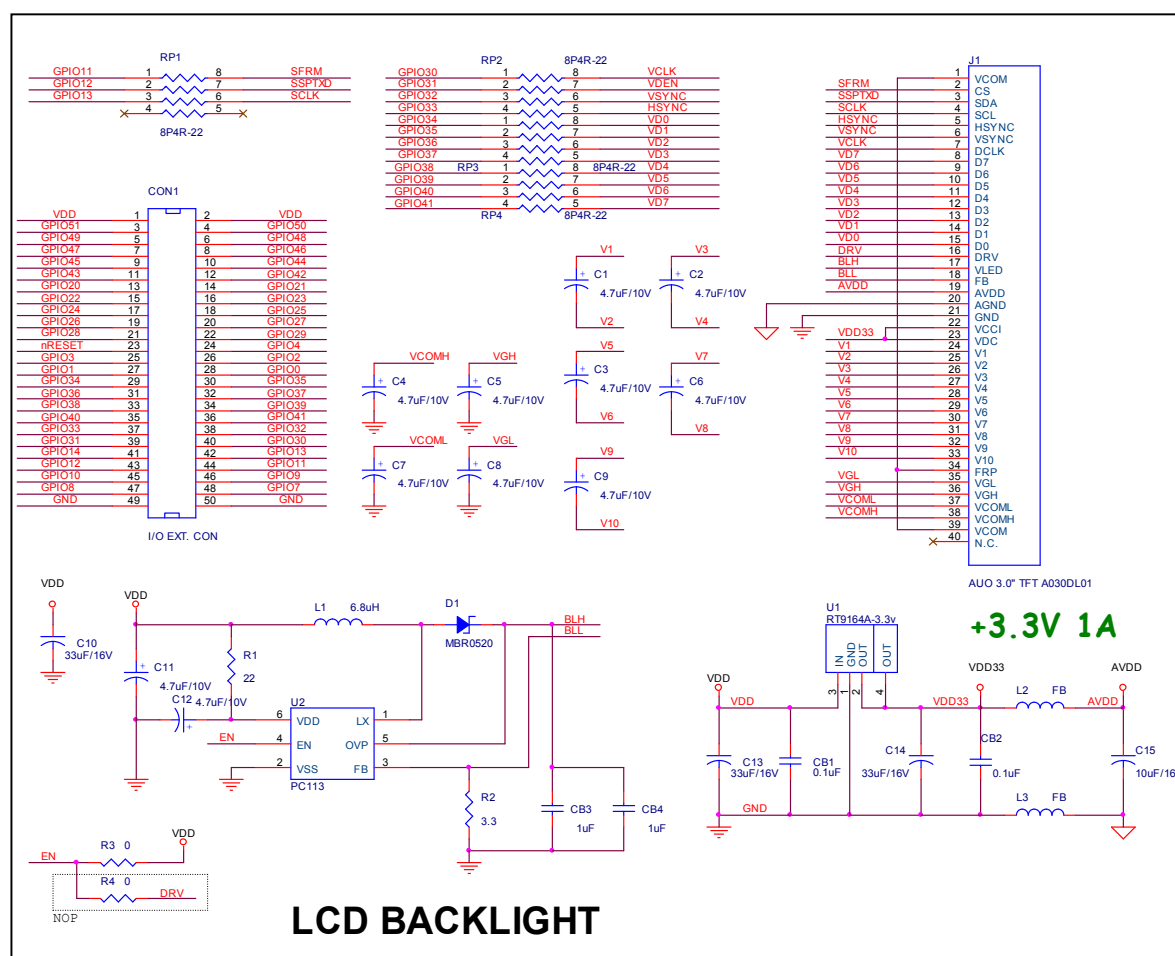 RP1
GPIO11 1 8 SFRM
GPIO12 2 7 SSPTXD
GPIO13 3 6 SCLK
4 5
8P4R-22
RP2 8P4R-22
GPIO30 1 8 VCLK
GPIO31 2 7 VDEN
GPIO32 3 6 VSYNC
GPIO33 4 5 HSYNC
GPIO34 1 8 VD0
GPIO35 2 7 VD1
GPIO36 3 6 VD2
GPIO37 4 5 VD3
GPIO38 RP3 1 8 8P4R-22 VD4
GPIO39 2 7 VD5
GPIO40 3 6 VD6
GPIO41 4 5 VD7
RP4 8P4R-22
J1
1 VCOM
SFRM 2 CS
SSPTXD 3 SDA
SCLK 4 SCL
HSYNC 5 HSYNC
VSYNC 6 VSYNC
VCLK 7 DCLK
VD7 8 D7
VD6 9 D6
VD5 10 D5
VD4 11 D4
VD3 12 D3
VD2 13 D2
VD1 14 D1
VD0 15 D0
DRV 16 DRV
BLH 17 VLED
BLL 18 FB
AVDD 19 AVDD
20 AGND
21 GND
22 VCCI
VDD33 23 VDC
V1 24 V1
V2 25 V2
V3 26 V3
V4 27 V4
V5 28 V5
V6 29 V6
V7 30 V7
V8 31 V8
V9 32 V9
V10 33 V10
34 FRP
VGL 35 VGL
VGH 36 VGH
VCOML 37 VCOML
VCOMH 38 VCOMH
39 VCOM
40 N.C.
AUO 3.0" TFT A030DL01
CON1
VDD 1 2 VDD
GPIO51 3 4 GPIO50
GPIO49 5 6 GPIO48
GPIO47 7 8 GPIO46
GPIO45 9 10 GPIO44
GPIO43 11 12 GPIO42
GPIO20 13 14 GPIO21
GPIO22 15 16 GPIO23
GPIO24 17 18 GPIO25
GPIO26 19 20 GPIO27
GPIO28 21 22 GPIO29
nRESET 23 24 GPIO4
GPIO3 25 26 GPIO2
GPIO1 27 28 GPIO0
GPIO34 29 30 GPIO35
GPIO36 31 32 GPIO37
GPIO38 33 34 GPIO39
GPIO40 35 36 GPIO41
GPIO33 37 38 GPIO32
GPIO31 39 40 GPIO30
GPIO14 41 42 GPIO13
GPIO12 43 44 GPIO11
GPIO10 45 46 GPIO9
GPIO8 47 48 GPIO7
GND 49 50 GND
I/O EXT. CON
V1 V3
+ C1 + C2
4.7uF/10V 4.7uF/10V
V2 V4
VCOMH VGH V5 V7
+ C4 + C5 + C3 + C6
4.7uF/10V 4.7uF/10V 4.7uF/10V 4.7uF/10V
V6 V8
VCOML VGL V9
+ C7 + C8 + C9
4.7uF/10V 4.7uF/10V 4.7uF/10V
V10
VDD
C10
33uF/16V
VDD
+ C11
4.7uF/10V
R1
22
C12 4.7uF/10V
+
L1 6.8uH
D1
MBR0520
BLH
BLL
U2
6 VDD LX 1
EN 4 EN OVP 5
2 VSS FB 3
PC113
R2
3.3
CB3
1uF
CB4
1uF
EN R3 0 VDD
R4 0 DRV
NOP
LCD BACKLIGHT
+3.3V 1A
U1
RT9164A-3.3v
IN GND OUT OUT
3 1 2 4
VDD VDD33 AVDD
VDD VDD33 L2 FB AVDD
C13
33uF/16V
CB1
0.1uF
C14
33uF/16V
CB2
0.1uF
C15
10uF/16
GND L3 FB